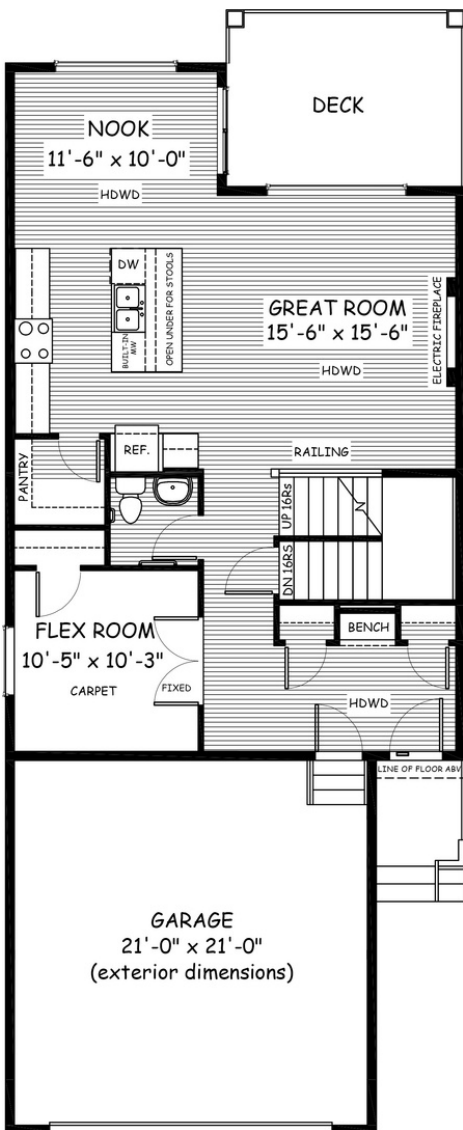 DECK
NOOK
11'-6" x 10'-0"
HDWD
DW
BUILT-IN
MW
OPEN UNDER FOR STOOLS
GREAT ROOM
15'-6" x 15'-6"
HDWD
ELECTRIC FIREPLACE
REF.
RAILING
PANTRY
UP 16Rs
DN 16RS
FLEX ROOM
10'-5" x 10'-3"
CARPET
FIXED
BENCH
HDWD
LINE OF FLOOR ABV
GARAGE
21'-0" x 21'-0"
(exterior dimensions)